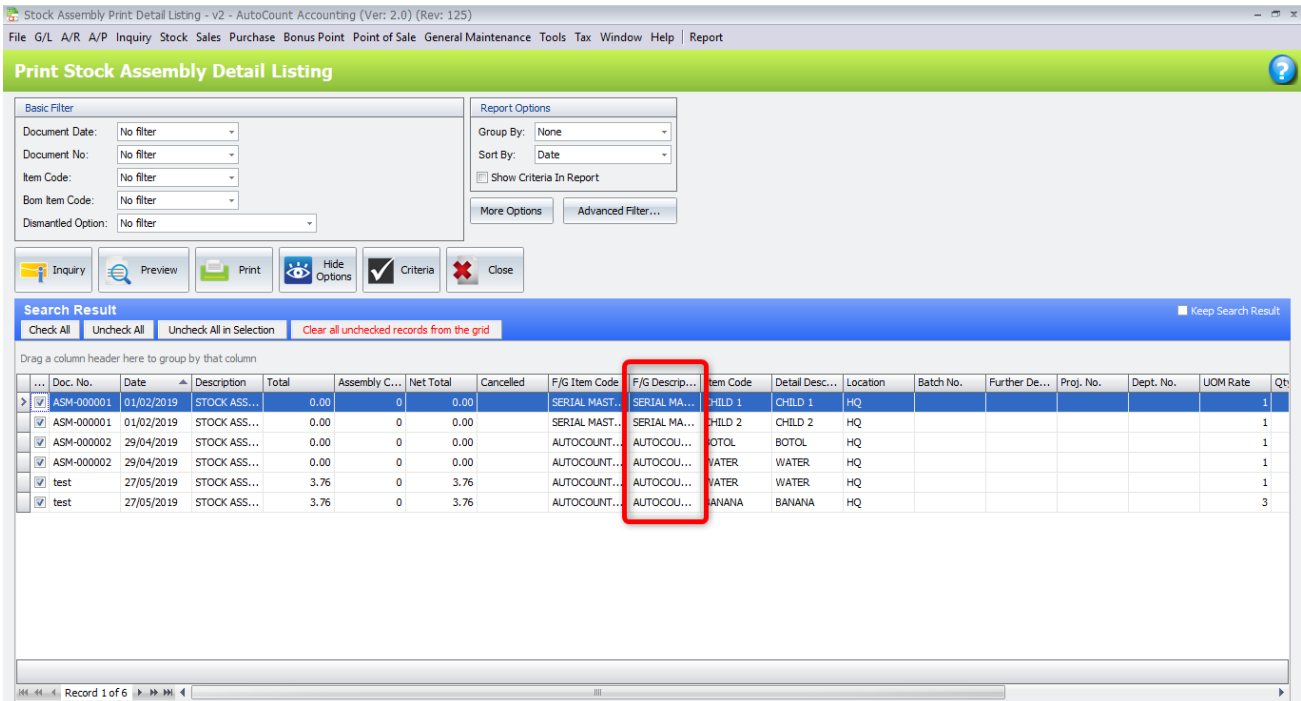 Stock Assembly Print Detail Listing - v2 - AutoCount Accounting (Ver: 2.0) (Rev: 125)
File G/L A/R A/P Inquiry Stock Sales Purchase Bonus Point Point of Sale General Maintenance Tools Tax Window Help Report
Print Stock Assembly Detail Listing
Basic Filter
Document Date: No filter
Document No: No filter
Item Code: No filter
Bom Item Code: No filter
Dismantled Option: No filter
Report Options
Group By: None
Sort By: Date
Show Criteria In Report
More Options Advanced Filter...
Inquiry Preview Print Hide Options Criteria Close
Search Result Keep Search Result
Check All Uncheck All Uncheck All in Selection Clear all unchecked records from the grid
Drag a column header here to group by that column
... Doc. No. Date Description Total Assembly C... Net Total Cancelled F/G Item Code F/G Descrip... Item Code Detail Desc... Location Batch No. Further De... Proj. No. Dept. No. UOM Rate Qty
ASM-000001 01/02/2019 STOCK ASS... 0.00 0 0.00 SERIAL MAST... SERIAL MA... CHILD 1 CHILD 1 HQ 1
ASM-000001 01/02/2019 STOCK ASS... 0.00 0 0.00 SERIAL MAST... SERIAL MA... CHILD 2 CHILD 2 HQ 1
ASM-000002 29/04/2019 STOCK ASS... 0.00 0 0.00 AUTOCOUNT... AUTOCOU... BOTOL BOTOL HQ 1
ASM-000002 29/04/2019 STOCK ASS... 0.00 0 0.00 AUTOCOUNT... AUTOCOU... WATER WATER HQ 1
test 27/05/2019 STOCK ASS... 3.76 0 3.76 AUTOCOUNT... AUTOCOU... WATER WATER HQ 1
test 27/05/2019 STOCK ASS... 3.76 0 3.76 AUTOCOUNT... AUTOCOU... BANANA BANANA HQ 3
Record 1 of 6